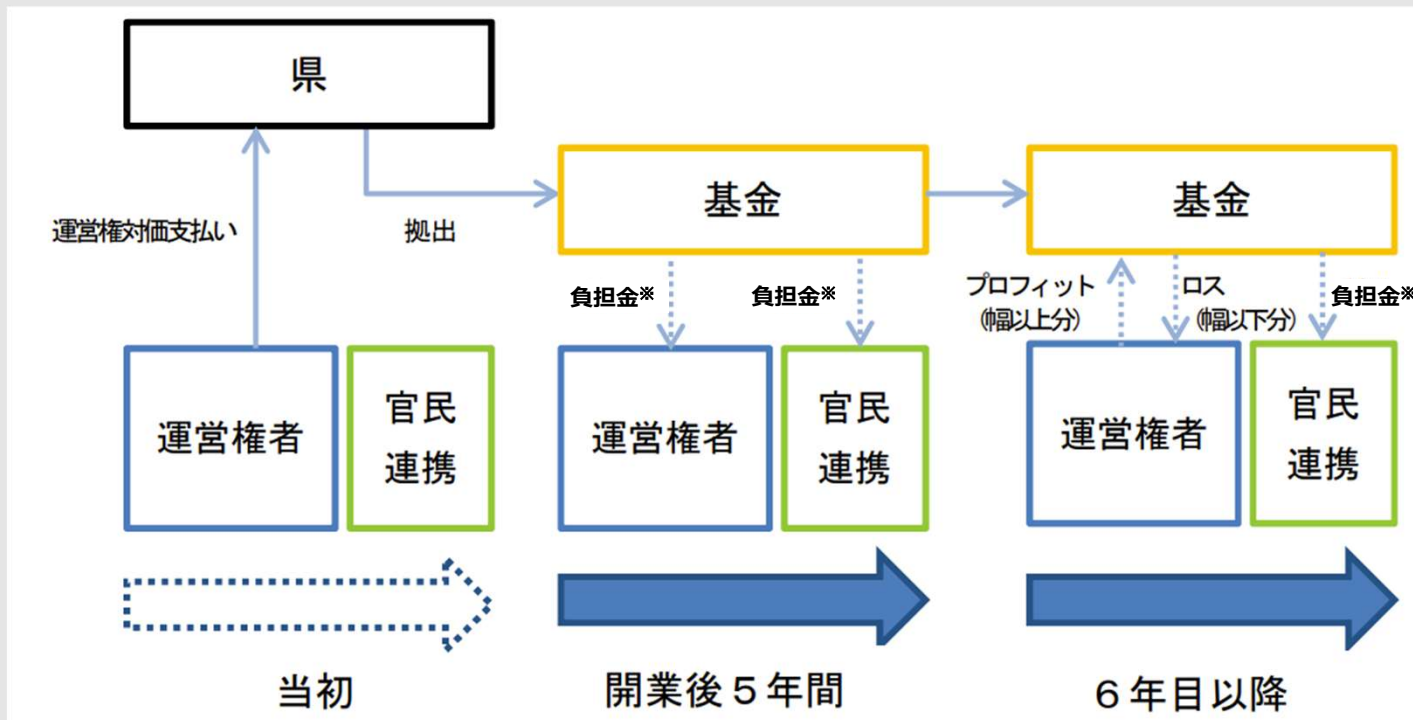 県
運営権対価支払い
拠出
基金
基金
負担金※
負担金※
プロフィット
(幅以上分)
ロス
(幅以下分)
負担金※
運営権者
官民
連携
運営権者
官民
連携
運営権者
官民
連携
当初
開業後５年間
６年目以降